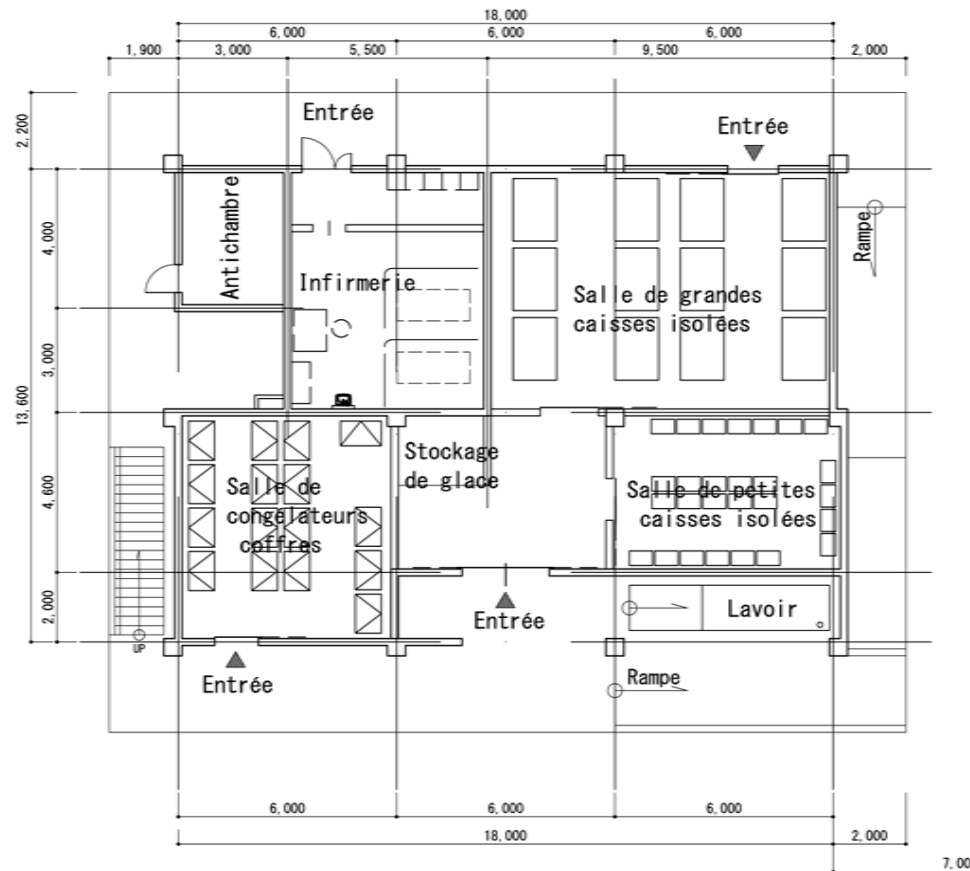 18,000
6,000 6,000 6,000
1,900 3,000 5,500 9,500 2,000
2,200
Entrée
Entrée
13,600
4,000
3,000
4,600
2,000
Antichambre
Infirmerie
Salle de grandes
caisses isolées
Rampe
Stockage
de glace
Salle de
congélateurs
coffres
Salle de petites
caisses isolées
Lavoir
Entrée
UP
Entrée
Rampe
6,000 6,000 6,000
18,000 2,000
7,00